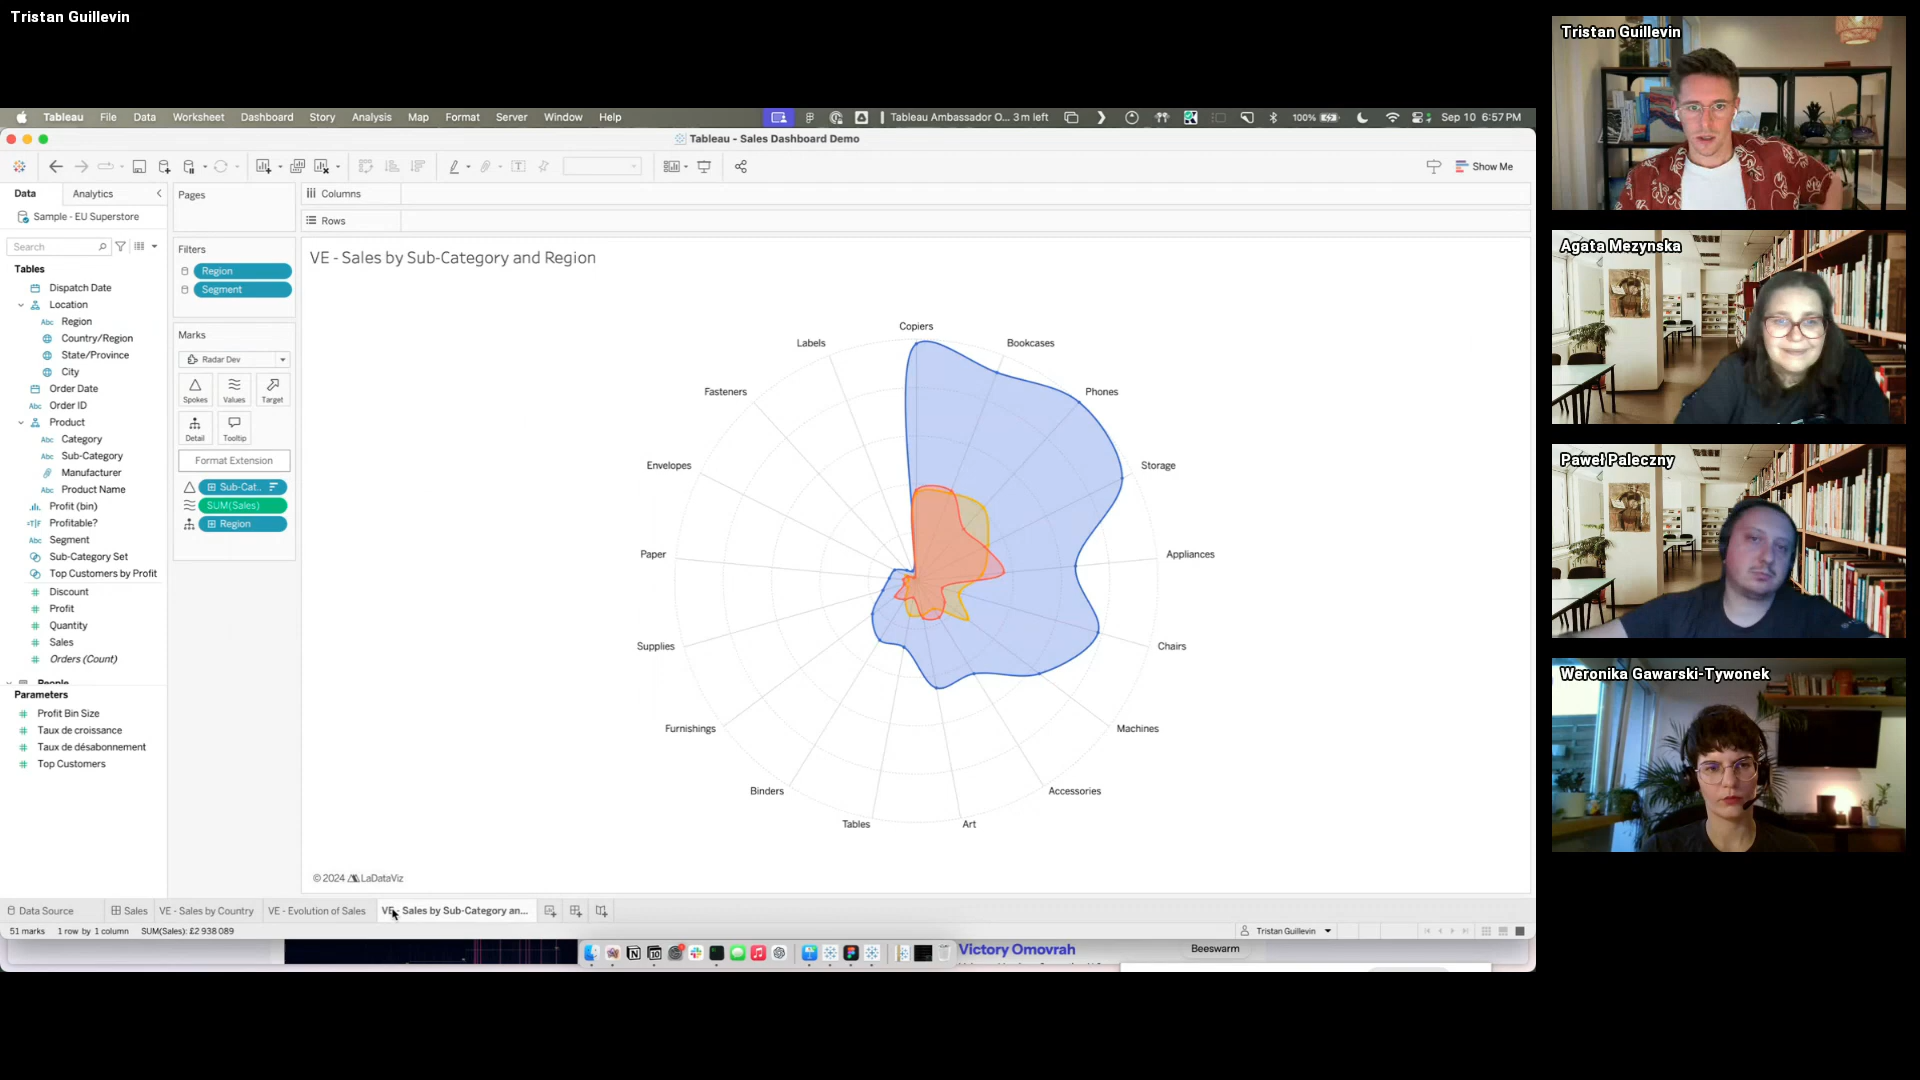 Tristan Guillevin
Tableau File Data Worksheet Dashboard Story Analysis Map Format Server Window Help
Tableau Ambassador O... 3 m left
100%
Sep 10 6:57 PM
Tableau - Sales Dashboard Demo
Show Me
Data Analytics
Sample - EU Superstore
Search
Tables
Dispatch Date
Location
Abc Region
Country/Region
State/Province
City
Order Date
Abc Order ID
Product
Abc Category
Abc Sub-Category
Manufacturer
Abc Product Name
Profit (bin)
=T|F Profitable?
Abc Segment
Sub-Category Set
Top Customers by Profit
Discount
Profit
Quantity
Sales
Orders (Count)
People
Parameters
Profit Bin Size
Taux de croissance
Taux de désabonnement
Top Customers
Pages
Filters
Region
Segment
Marks
Radar Dev
Spokes Values Target
Detail Tooltip
Format Extension
Sub-Cat..
SUM(Sales)
Region
Columns
Rows
VE - Sales by Sub-Category and Region
Copiers
Bookcases
Phones
Storage
Appliances
Chairs
Machines
Accessories
Art
Tables
Binders
Furnishings
Supplies
Paper
Envelopes
Fasteners
Labels
© 2024 LaDataViz
Data Source Sales VE - Sales by Country VE - Evolution of Sales VE - Sales by Sub-Category an...
51 marks 1 row by 1 column SUM(Sales): £2 938 089
Tristan Guillevin
Victory Omovrah
Beeswarm
Tristan Guillevin
Agata Mezynska
Paweł Paleczny
Weronika Gawarski-Tywonek